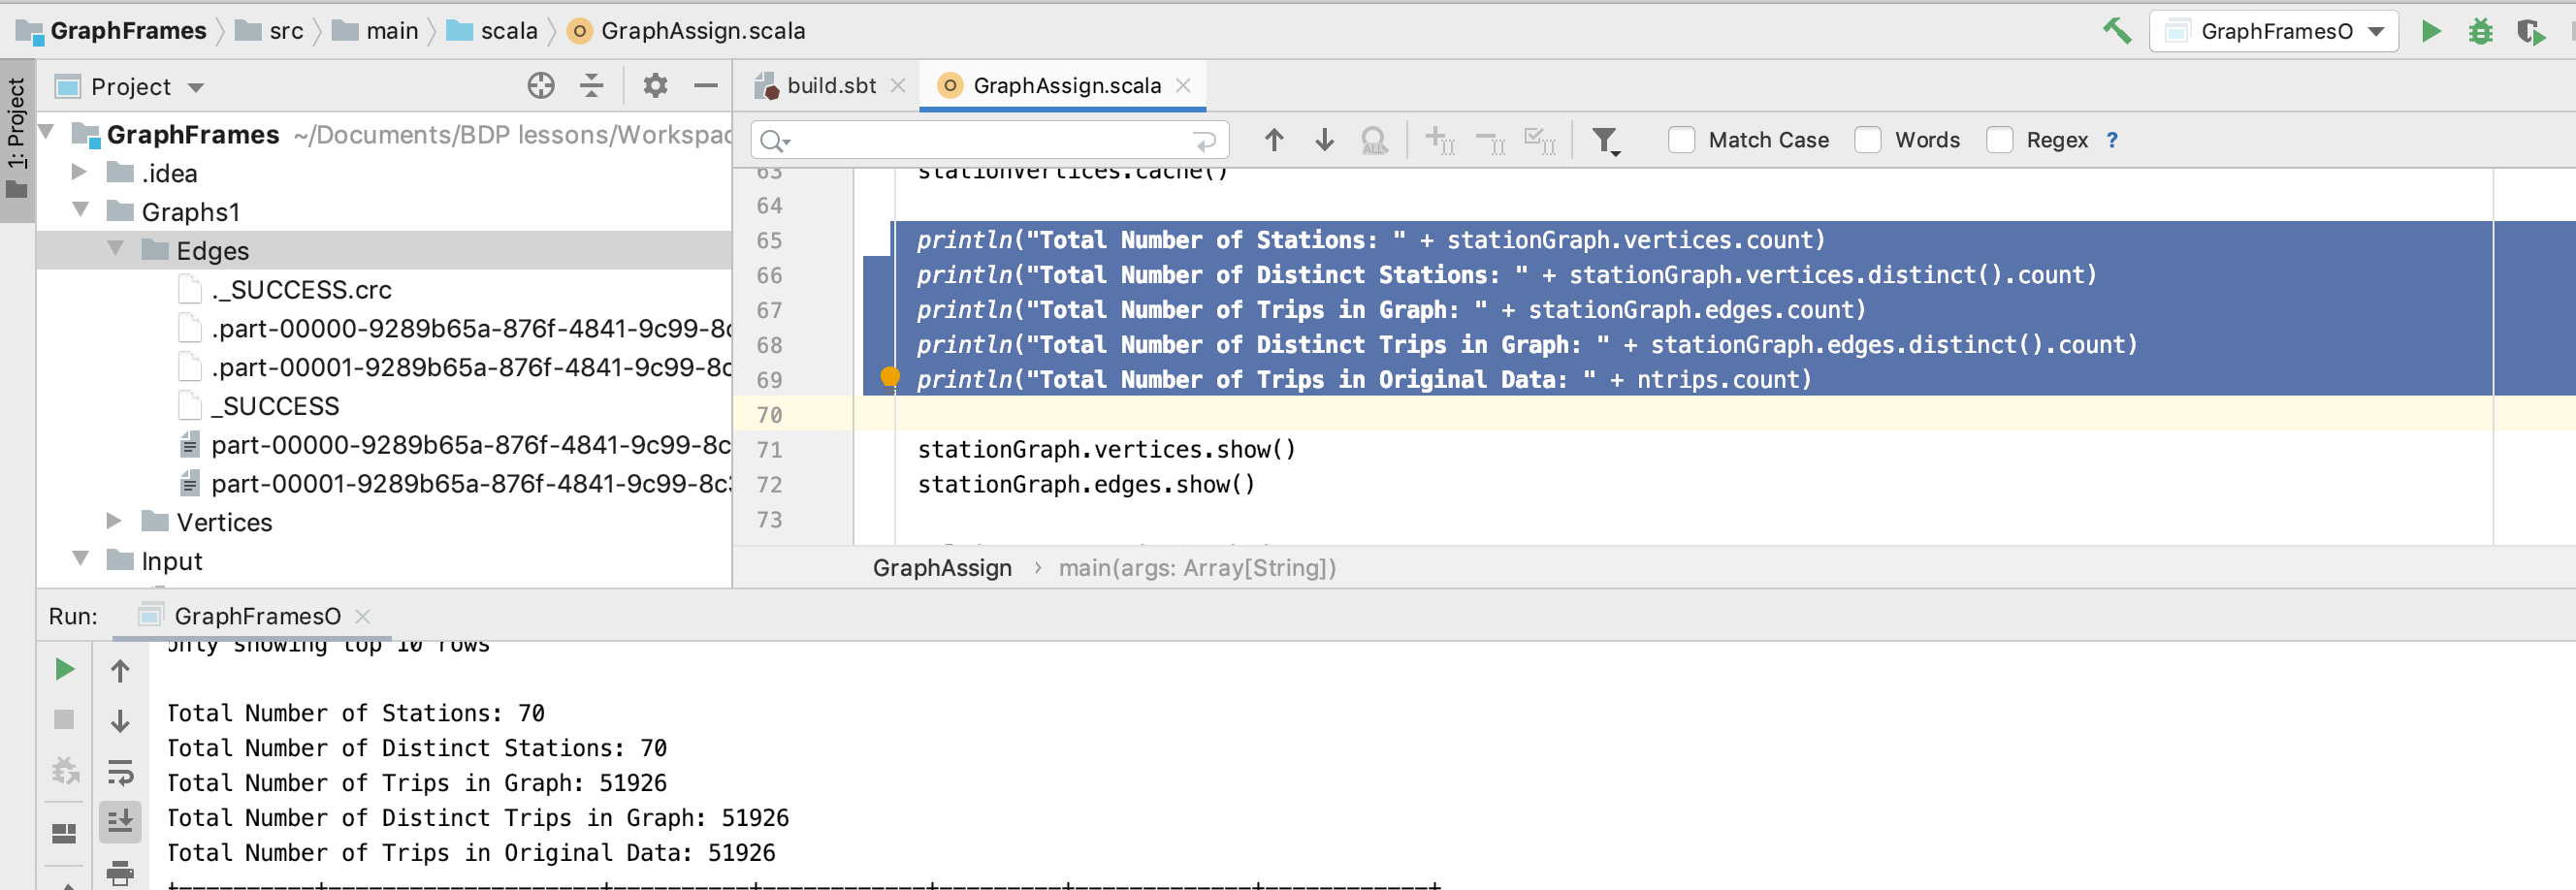 GraphFrames src main scala GraphAssign.scala GraphFramesO
1: Project
Project
build.sbt GraphAssign.scala
GraphFrames ~/Documents/BDP lessons/Workspac
.idea
Graphs1
Edges
._SUCCESS.crc
.part-00000-9289b65a-876f-4841-9c99-8c
.part-00001-9289b65a-876f-4841-9c99-8c
_SUCCESS
part-00000-9289b65a-876f-4841-9c99-8c
part-00001-9289b65a-876f-4841-9c99-8c
Vertices
Input
Match Case Words Regex ?
63 stationVertices.cache()
64
65 println("Total Number of Stations: " + stationGraph.vertices.count)
66 println("Total Number of Distinct Stations: " + stationGraph.vertices.distinct().count)
67 println("Total Number of Trips in Graph: " + stationGraph.edges.count)
68 println("Total Number of Distinct Trips in Graph: " + stationGraph.edges.distinct().count)
69 println("Total Number of Trips in Original Data: " + ntrips.count)
70
71 stationGraph.vertices.show()
72 stationGraph.edges.show()
73
GraphAssign › main(args: Array[String])
Run: GraphFramesO
only showing top 10 rows
Total Number of Stations: 70
Total Number of Distinct Stations: 70
Total Number of Trips in Graph: 51926
Total Number of Distinct Trips in Graph: 51926
Total Number of Trips in Original Data: 51926